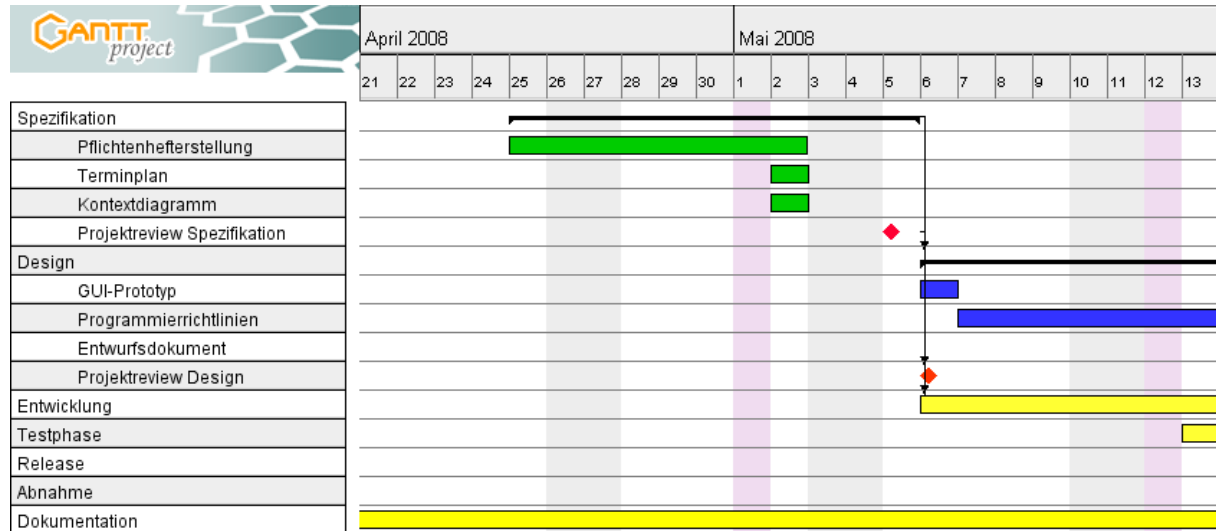 GANTT
project
April 2008 Mai 2008
21 22 23 24 25 26 27 28 29 30 1 2 3 4 5 6 7 8 9 10 11 12 13
Spezifikation
Pflichtenhefterstellung
Terminplan
Kontextdiagramm
Projektreview Spezifikation
Design
GUI-Prototyp
Programmierrichtlinien
Entwurfsdokument
Projektreview Design
Entwicklung
Testphase
Release
Abnahme
Dokumentation